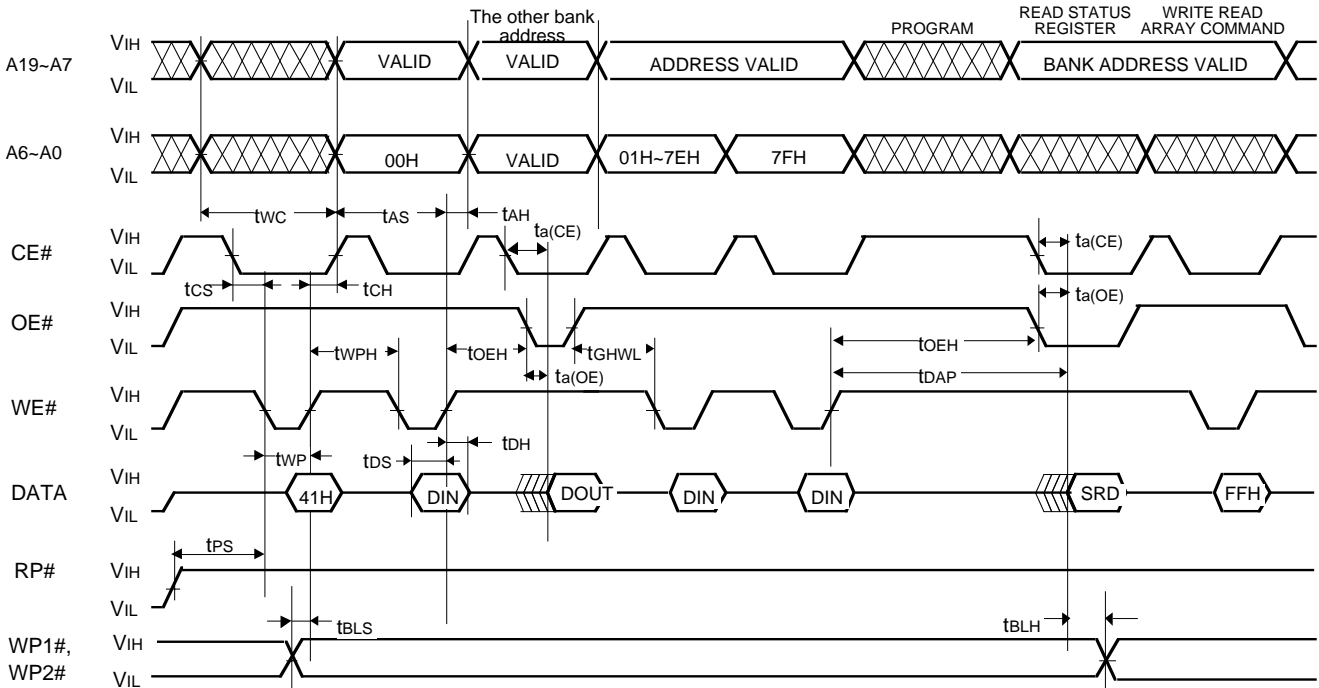 The other bank
address
PROGRAM
READ STATUS
REGISTER
WRITE READ
ARRAY COMMAND
A19~A7
VIH
VIL
VALID
VALID
ADDRESS VALID
BANK ADDRESS VALID
A6~A0
VIH
VIL
00H
VALID
01H~7EH
7FH
tWC
tAS
tAH
CE#
VIH
VIL
ta(CE)
ta(CE)
tCS
tCH
ta(OE)
OE#
VIH
VIL
tWPH
tOEH
tGHWL
tOEH
ta(OE)
tDAP
WE#
VIH
VIL
tWP
tDS
tDH
DATA
VIH
VIL
41H
DIN
DOUT
DIN
DIN
SRD
FFH
tPS
RP#
VIH
VIL
tBLS
tBLH
WP1#,
WP2#
VIH
VIL